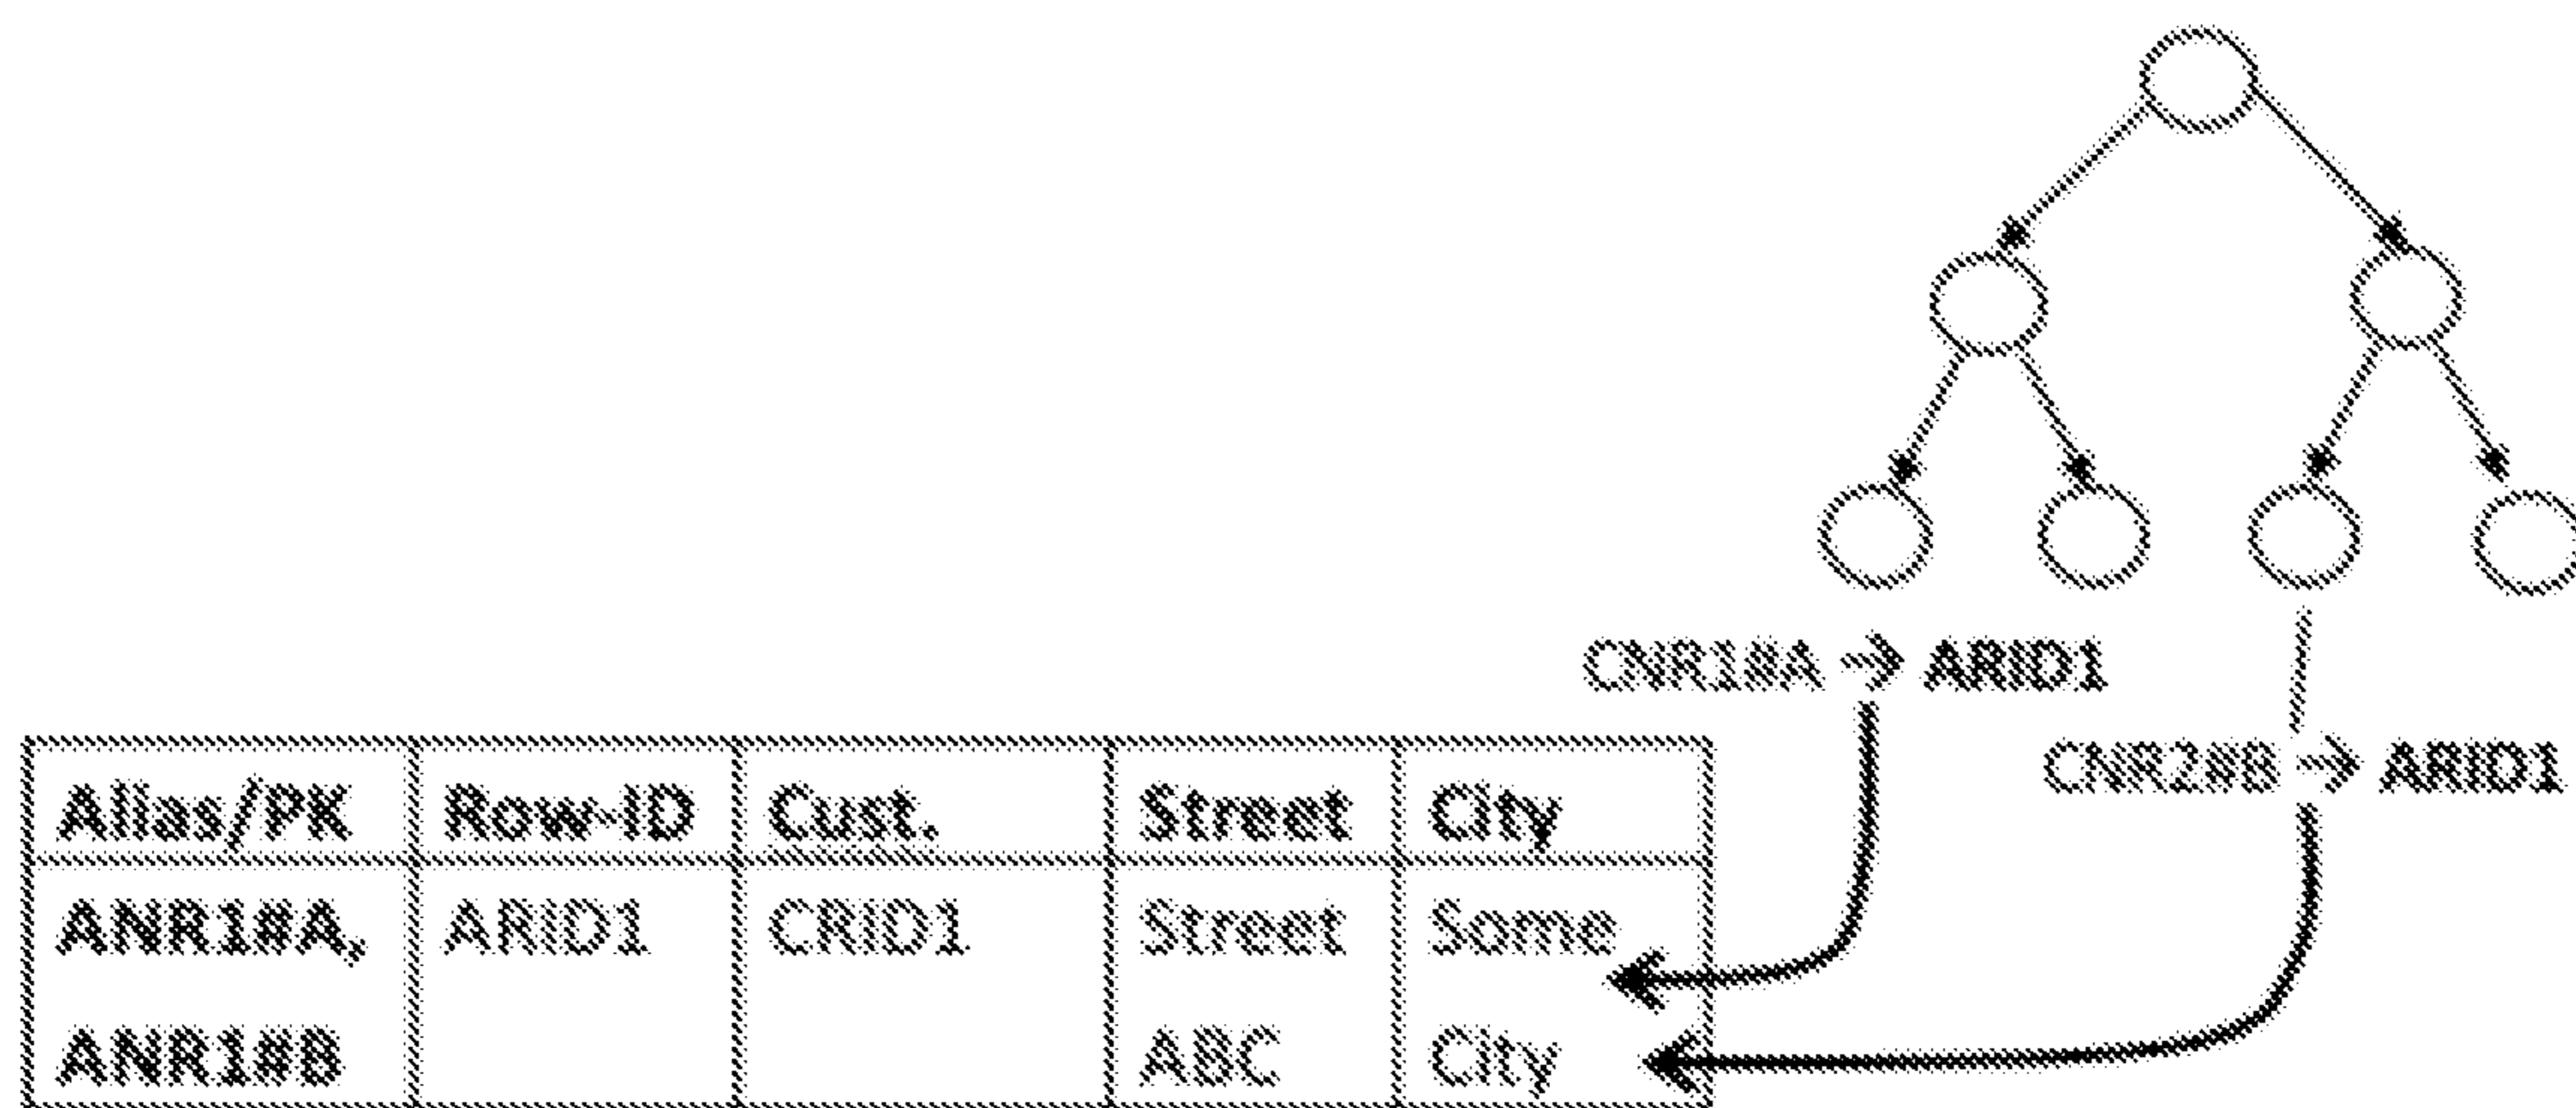 CNR1#A → ARID1
CNR2#B → ARID1
Alias/PK Row-ID Cust. Street City
ANR1#A, ARID1 CRID1 Street Some
ANR1#B ABC City